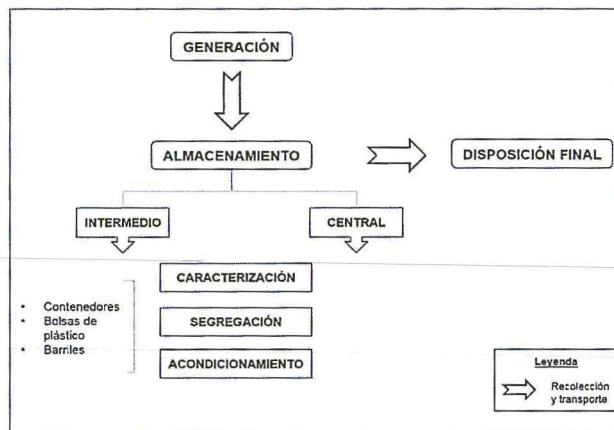 GENERACIÓN
ALMACENAMIENTO
DISPOSICIÓN FINAL
INTERMEDIO
CENTRAL
CARACTERIZACIÓN
• Contenedores
• Bolsas de
plástico
• Barriles
SEGREGACIÓN
ACONDICIONAMIENTO
Leyenda
Recolección
y transporte